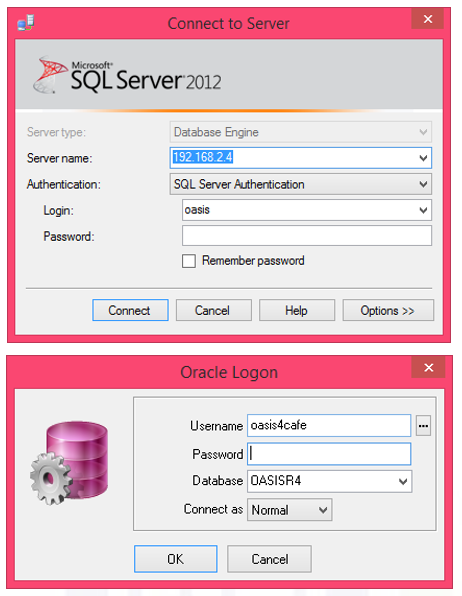 Connect to Server
Microsoft®
SQL Server® 2012
Server type: Database Engine
Server name: 192.168.2.4
Authentication: SQL Server Authentication
Login: oasis
Password:
Remember password
Connect Cancel Help Options >>
Oracle Logon
Username oasis4cafe ...
Password
Database OASISR4
Connect as Normal
OK Cancel